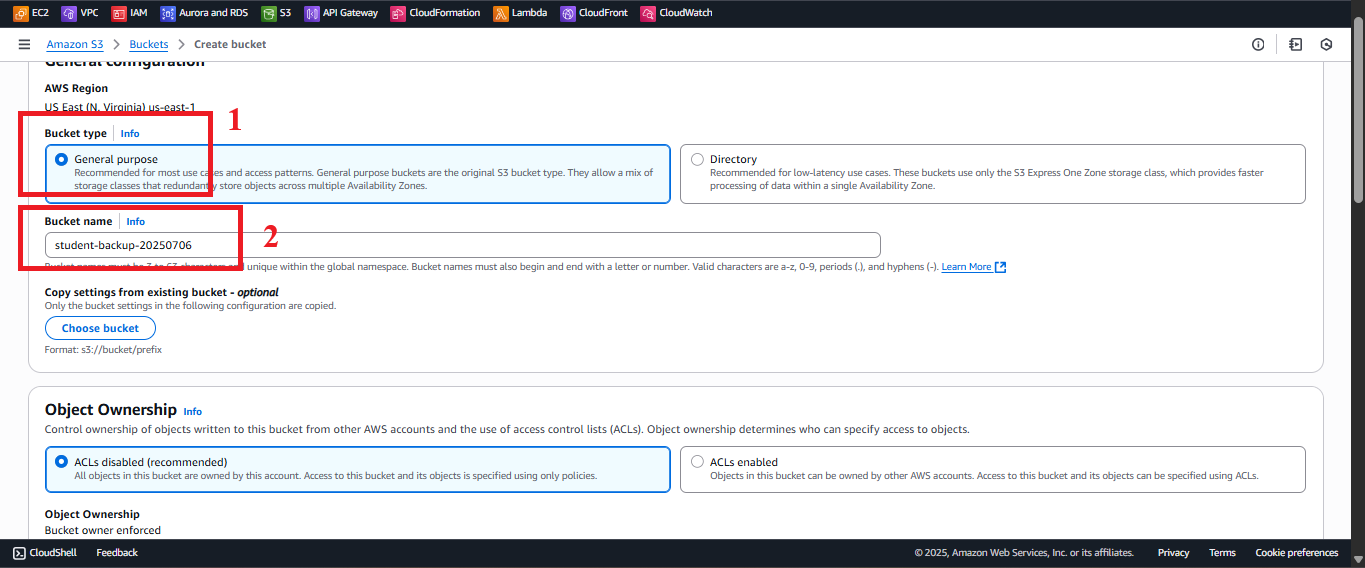 EC2 VPC IAM Aurora and RDS S3 API Gateway CloudFormation Lambda CloudFront CloudWatch
Amazon S3 > Buckets > Create bucket
General configuration
AWS Region
US East (N. Virginia) us-east-1
1
Bucket type Info
General purpose
Recommended for most use cases and access patterns. General purpose buckets are the original S3 bucket type. They allow a mix of
storage classes that redundantly store objects across multiple Availability Zones.
Directory
Recommended for low-latency use cases. These buckets use only the S3 Express One Zone storage class, which provides faster
processing of data within a single Availability Zone.
Bucket name Info
2
student-backup-20250706
Bucket names must be 3 to 63 characters and unique within the global namespace. Bucket names must also begin and end with a letter or number. Valid characters are a-z, 0-9, periods (.), and hyphens (-). Learn More
Copy settings from existing bucket - optional
Only the bucket settings in the following configuration are copied.
Choose bucket
Format: s3://bucket/prefix
Object Ownership Info
Control ownership of objects written to this bucket from other AWS accounts and the use of access control lists (ACLs). Object ownership determines who can specify access to objects.
ACLs disabled (recommended)
All objects in this bucket are owned by this account. Access to this bucket and its objects is specified using only policies.
ACLs enabled
Objects in this bucket can be owned by other AWS accounts. Access to this bucket and its objects can be specified using ACLs.
Object Ownership
Bucket owner enforced
CloudShell Feedback © 2025, Amazon Web Services, Inc. or its affiliates. Privacy Terms Cookie preferences